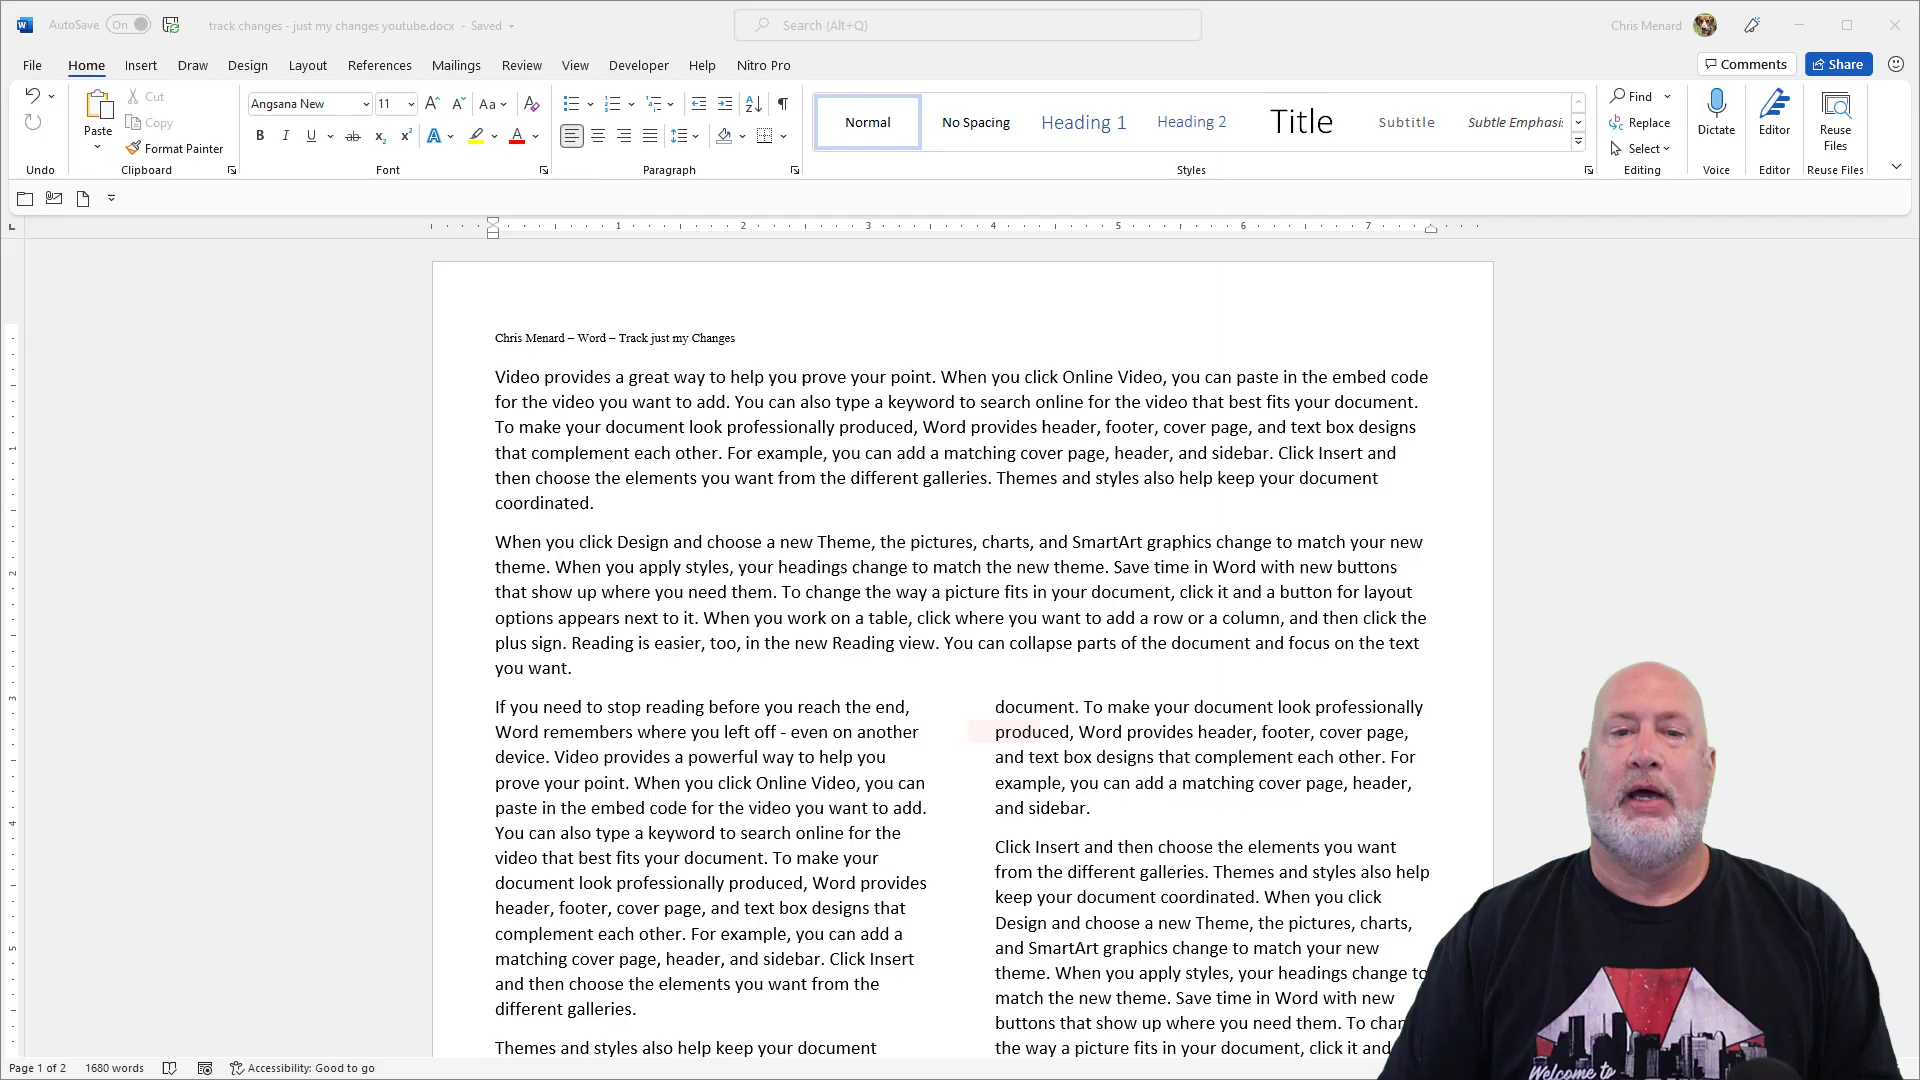 AutoSave On track changes - just my changes youtube.docx - Saved Search (Alt+Q) Chris Menard
File Home Insert Draw Design Layout References Mailings Review View Developer Help Nitro Pro Comments Share
Paste Cut Copy Format Painter
Angsana New 11 Aa
B I U ab x₂ x² A A
Normal No Spacing Heading 1 Heading 2 Title Subtitle Subtle Emphasis
Find Replace Select
Dictate Editor Reuse Files
Undo Clipboard Font Paragraph Styles Editing Voice Editor Reuse Files
1 2 3 4 5 6 7
Chris Menard – Word – Track just my Changes
Video provides a great way to help you prove your point. When you click Online Video, you can paste in the embed code
for the video you want to add. You can also type a keyword to search online for the video that best fits your document.
To make your document look professionally produced, Word provides header, footer, cover page, and text box designs
that complement each other. For example, you can add a matching cover page, header, and sidebar. Click Insert and
then choose the elements you want from the different galleries. Themes and styles also help keep your document
coordinated.
When you click Design and choose a new Theme, the pictures, charts, and SmartArt graphics change to match your new
theme. When you apply styles, your headings change to match the new theme. Save time in Word with new buttons
that show up where you need them. To change the way a picture fits in your document, click it and a button for layout
options appears next to it. When you work on a table, click where you want to add a row or a column, and then click the
plus sign. Reading is easier, too, in the new Reading view. You can collapse parts of the document and focus on the text
you want.
If you need to stop reading before you reach the end,
Word remembers where you left off - even on another
device. Video provides a powerful way to help you
prove your point. When you click Online Video, you can
paste in the embed code for the video you want to add.
You can also type a keyword to search online for the
video that best fits your document. To make your
document look professionally produced, Word provides
header, footer, cover page, and text box designs that
complement each other. For example, you can add a
matching cover page, header, and sidebar. Click Insert
and then choose the elements you want from the
different galleries.
Themes and styles also help keep your document
document. To make your document look professionally
produced, Word provides header, footer, cover page,
and text box designs that complement each other. For
example, you can add a matching cover page, header,
and sidebar.
Click Insert and then choose the elements you want
from the different galleries. Themes and styles also help
keep your document coordinated. When you click
Design and choose a new Theme, the pictures, charts,
and SmartArt graphics change to match your new
theme. When you apply styles, your headings change to
match the new theme. Save time in Word with new
buttons that show up where you need them. To chan
the way a picture fits in your document, click it and
1 2 3 4 5
Welcome to
Page 1 of 2 1680 words Accessibility: Good to go